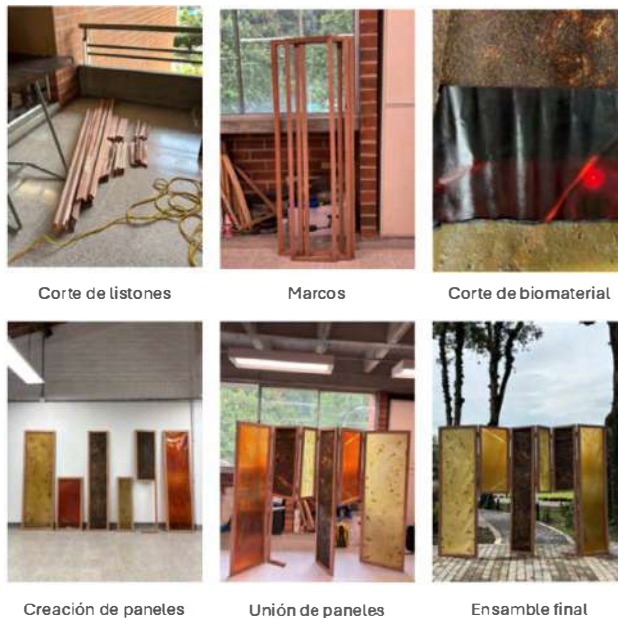 Corte de listones
Marcos
Corte de biomaterial
Creación de paneles
Unión de paneles
Ensamble final